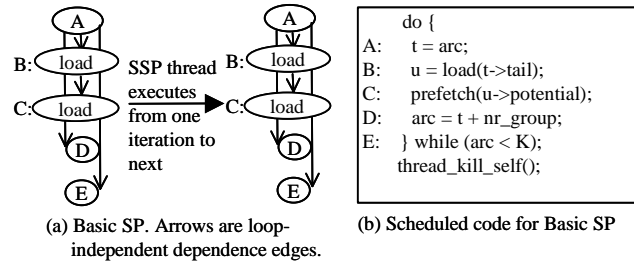 A
B: load
C: load
D
E
SSP thread
executes
from one
iteration to
next
A
B: load
C: load
D
E
(a) Basic SP. Arrows are loop-
independent dependence edges.
do {
A: t = arc;
B: u = load(t->tail);
C: prefetch(u->potential);
D: arc = t + nr_group;
E: } while (arc < K);
thread_kill_self();
(b) Scheduled code for Basic SP